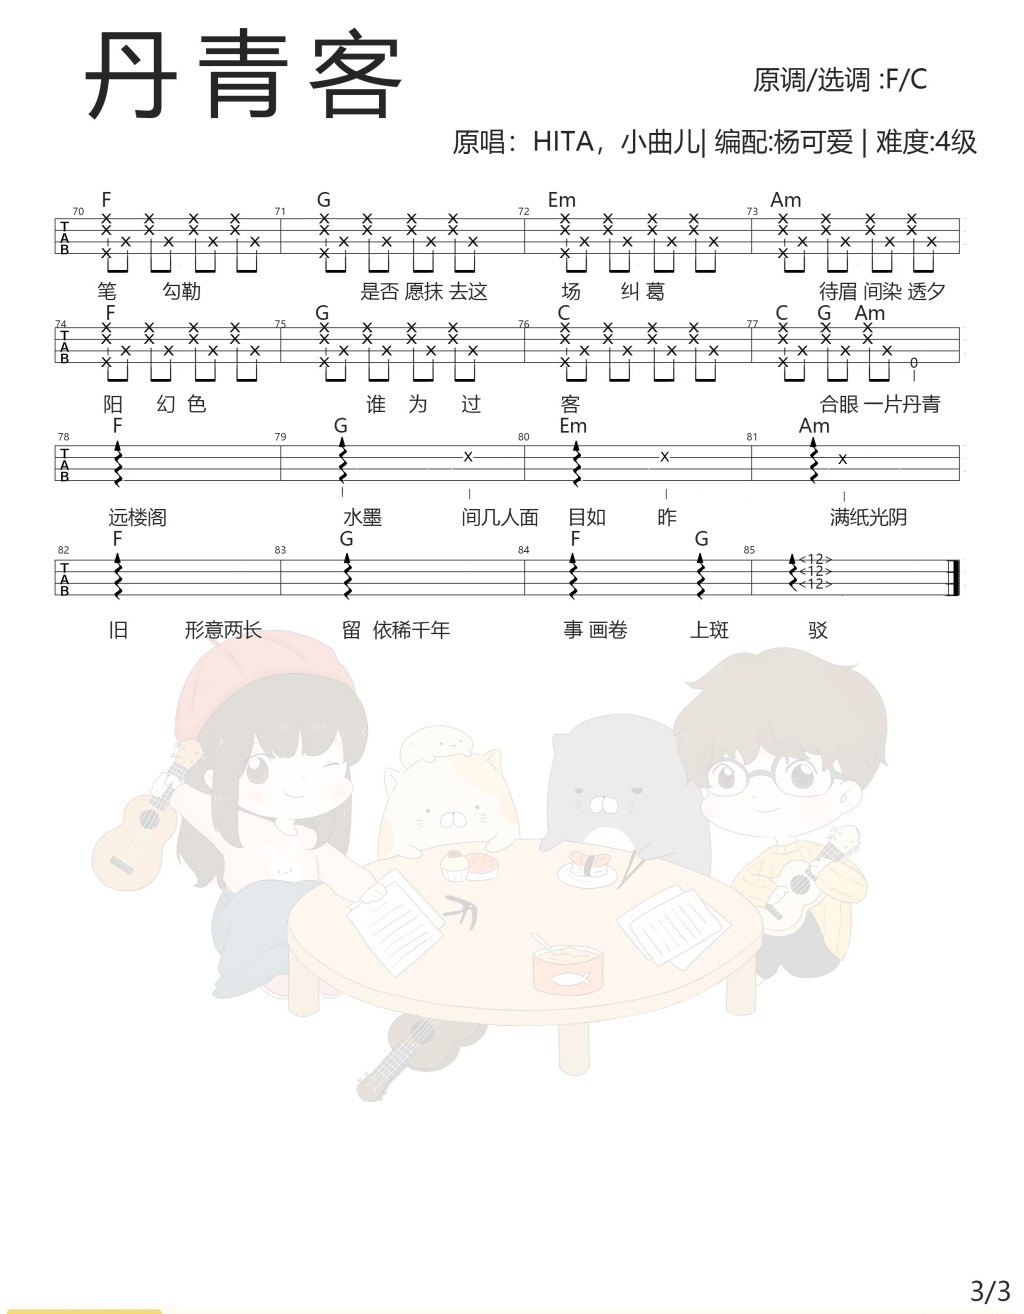 丹青客
原调/选调 :F/C
原唱：HITA，小曲儿| 编配:杨可爱 | 难度:4级
F G Em Am
70 71 72 73
TAB
笔 勾勒 是否 愿抹 去这 场 纠 葛 待眉 间染 透夕
F G C C G Am
74 75 76 77
TAB
0
阳 幻 色 谁 为 过 客 合眼 一片丹青
F G Em Am
78 79 80 81
TAB
远楼阁 水墨 间几人面 目如 昨 满纸光阴
F G F G
82 83 84 85
TAB
<12>
<12>
<12>
旧 形意两长 留 依稀千年 事 画卷 上斑 驳
3/3